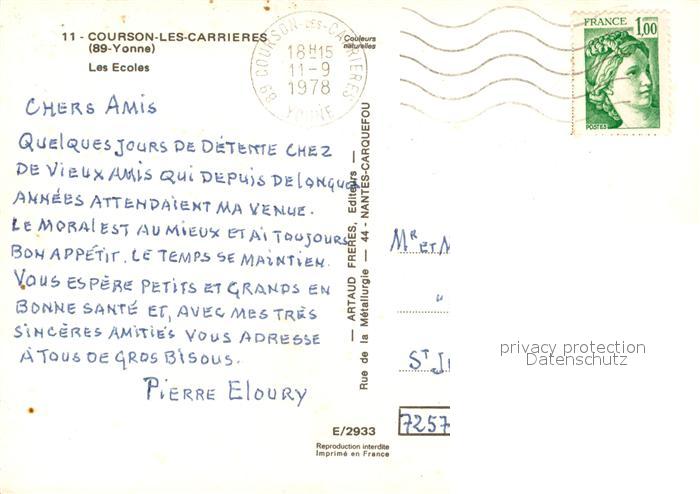 11 - COURSON-LES-CARRIERES
(89-Yonne)
Les Ecoles
Couleurs
naturelles
89 COURSON-LES-CARRIERES
18H15
11-9
1978
YONNE
FRANCE
1,00
POSTES
CHERS AMIS
QUELQUES JOURS DE DÉTENTE CHEZ
DE VIEUX AMIS QUI DEPUIS DE LONGUES
ANNÉES ATTENDAIENT MA VENUE.
LE MORAL EST AU MIEUX ET AI TOUJOURS
BON APPÉTIT. LE TEMPS SE MAINTIEN.
VOUS ESPÈRE PETITS ET GRANDS EN
BONNE SANTÉ ET, AVEC MES TRÈS
SINCÈRES AMITIÉS VOUS ADRESSE
À TOUS DE GROS BISOUS.
PIERRE ELOURY
— ARTAUD FRERES, Editeurs —
Rue de la Métallurgie — 44 - NANTES-CARQUEFOU
MR ET M
"
ST J
7257
privacy protection
Datenschutz
E/2933
Reproduction interdite
Imprimé en France